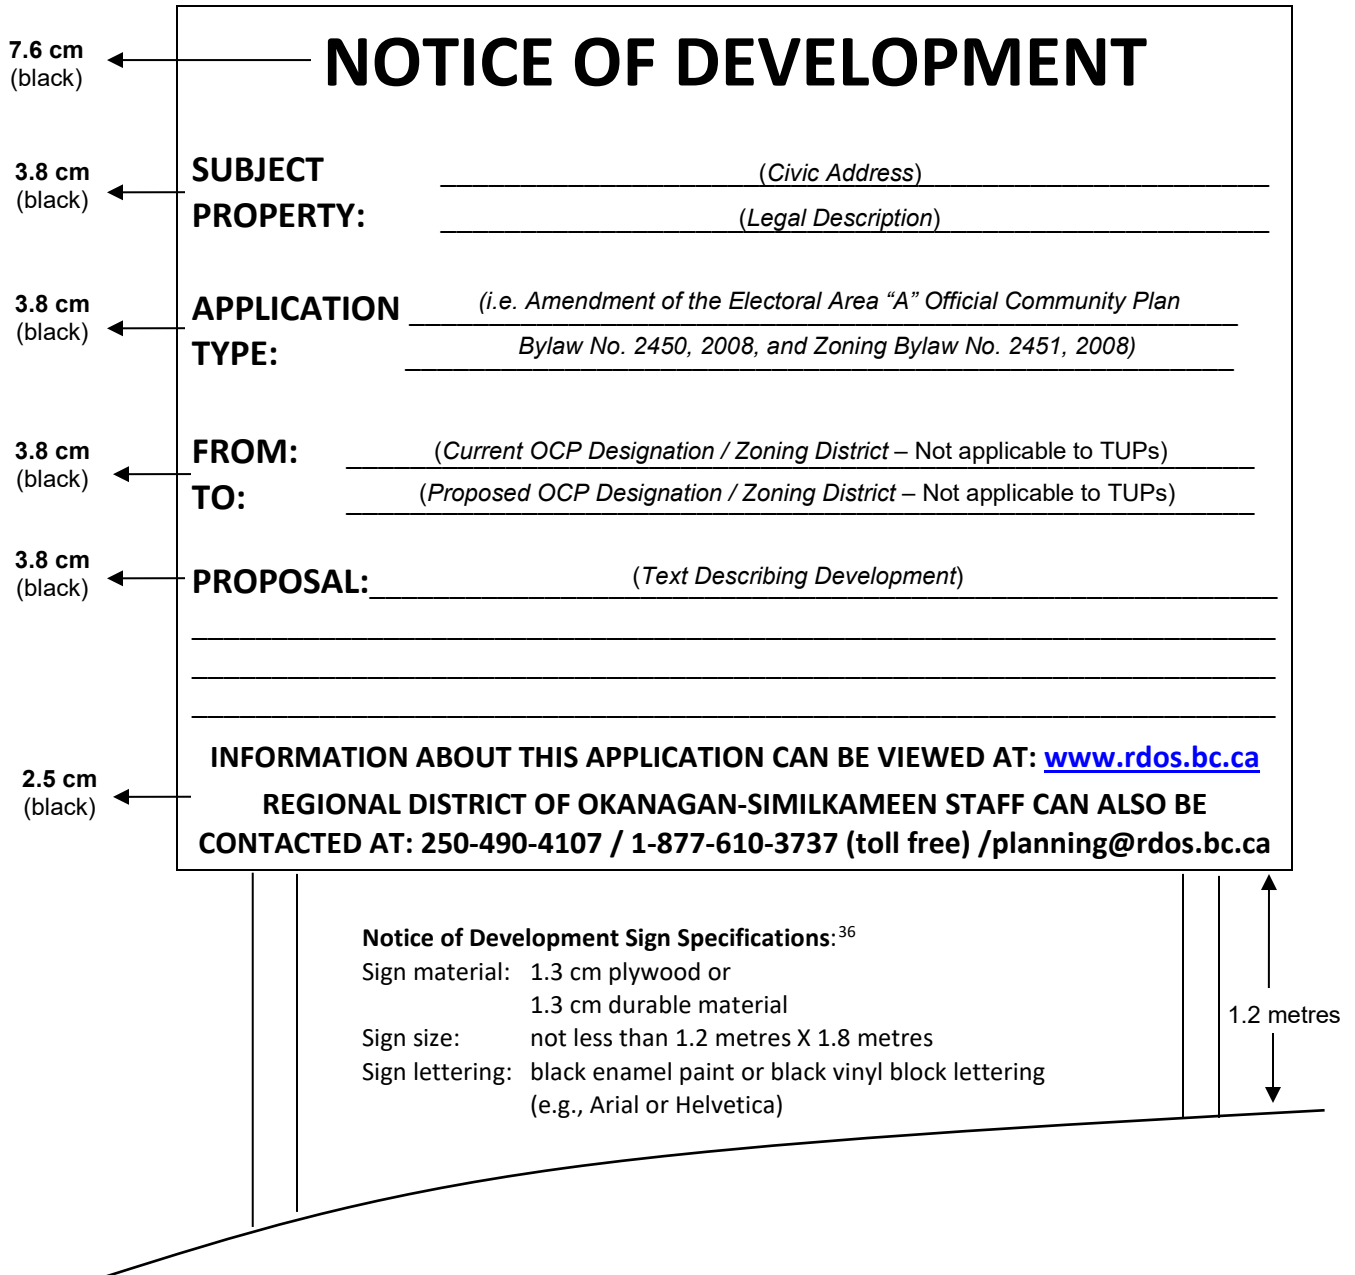 7.6 cm
(black)
NOTICE OF DEVELOPMENT
3.8 cm
(black)
SUBJECT
PROPERTY:
(Civic Address)
(Legal Description)
3.8 cm
(black)
APPLICATION
TYPE:
(i.e. Amendment of the Electoral Area “A” Official Community Plan
Bylaw No. 2450, 2008, and Zoning Bylaw No. 2451, 2008)
3.8 cm
(black)
FROM: (Current OCP Designation / Zoning District – Not applicable to TUPs)
TO: (Proposed OCP Designation / Zoning District – Not applicable to TUPs)
3.8 cm
(black)
PROPOSAL: (Text Describing Development)
INFORMATION ABOUT THIS APPLICATION CAN BE VIEWED AT: www.rdos.bc.ca
2.5 cm
(black)
REGIONAL DISTRICT OF OKANAGAN-SIMILKAMEEN STAFF CAN ALSO BE
CONTACTED AT: 250-490-4107 / 1-877-610-3737 (toll free) /planning@rdos.bc.ca
Notice of Development Sign Specifications:36
Sign material: 1.3 cm plywood or
1.3 cm durable material
Sign size: not less than 1.2 metres X 1.8 metres
Sign lettering: black enamel paint or black vinyl block lettering
(e.g., Arial or Helvetica)
1.2 metres